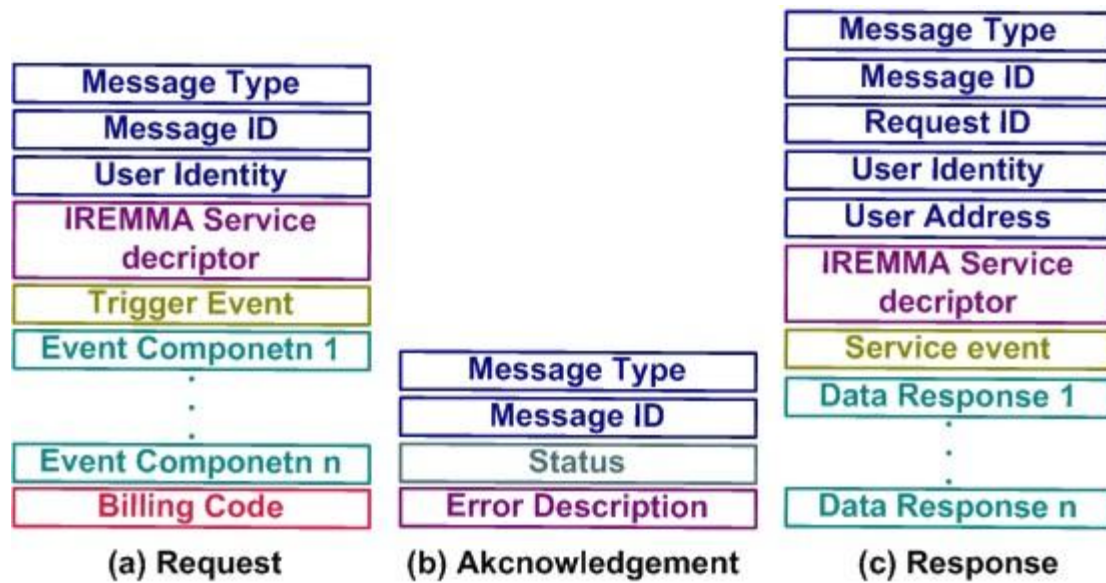 Message Type
Message ID
User Identity
IREMMA Service
decriptor
Trigger Event
Event Componetn 1
Event Componetn n
Billing Code
(a) Request
Message Type
Message ID
Status
Error Description
(b) Akcnowledgement
Message Type
Message ID
Request ID
User Identity
User Address
IREMMA Service
decriptor
Service event
Data Response 1
Data Response n
(c) Response